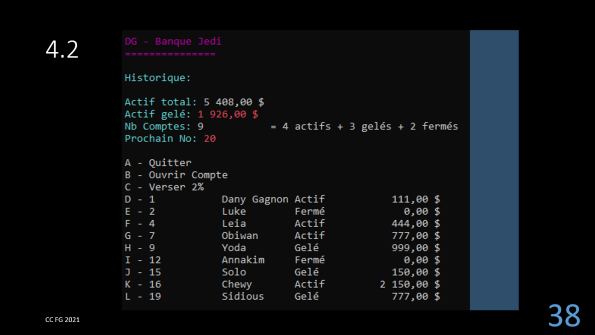 4.2
DG - Banque Jedi
===============
Historique:
Actif total: 5 408,00 $
Actif gelé: 1 926,00 $
Nb Comptes: 9 = 4 actifs + 3 gelés + 2 fermés
Prochain No: 20
A - Quitter
B - Ouvrir Compte
C - Verser 2%
D - 1 Dany Gagnon Actif 111,00 $
E - 2 Luke Fermé 0,00 $
F - 4 Leia Actif 444,00 $
G - 7 Obiwan Actif 777,00 $
H - 9 Yoda Gelé 999,00 $
I - 12 Annakim Fermé 0,00 $
J - 15 Solo Gelé 150,00 $
K - 16 Chewy Actif 2 150,00 $
L - 19 Sidious Gelé 777,00 $
CC FG 2021
38